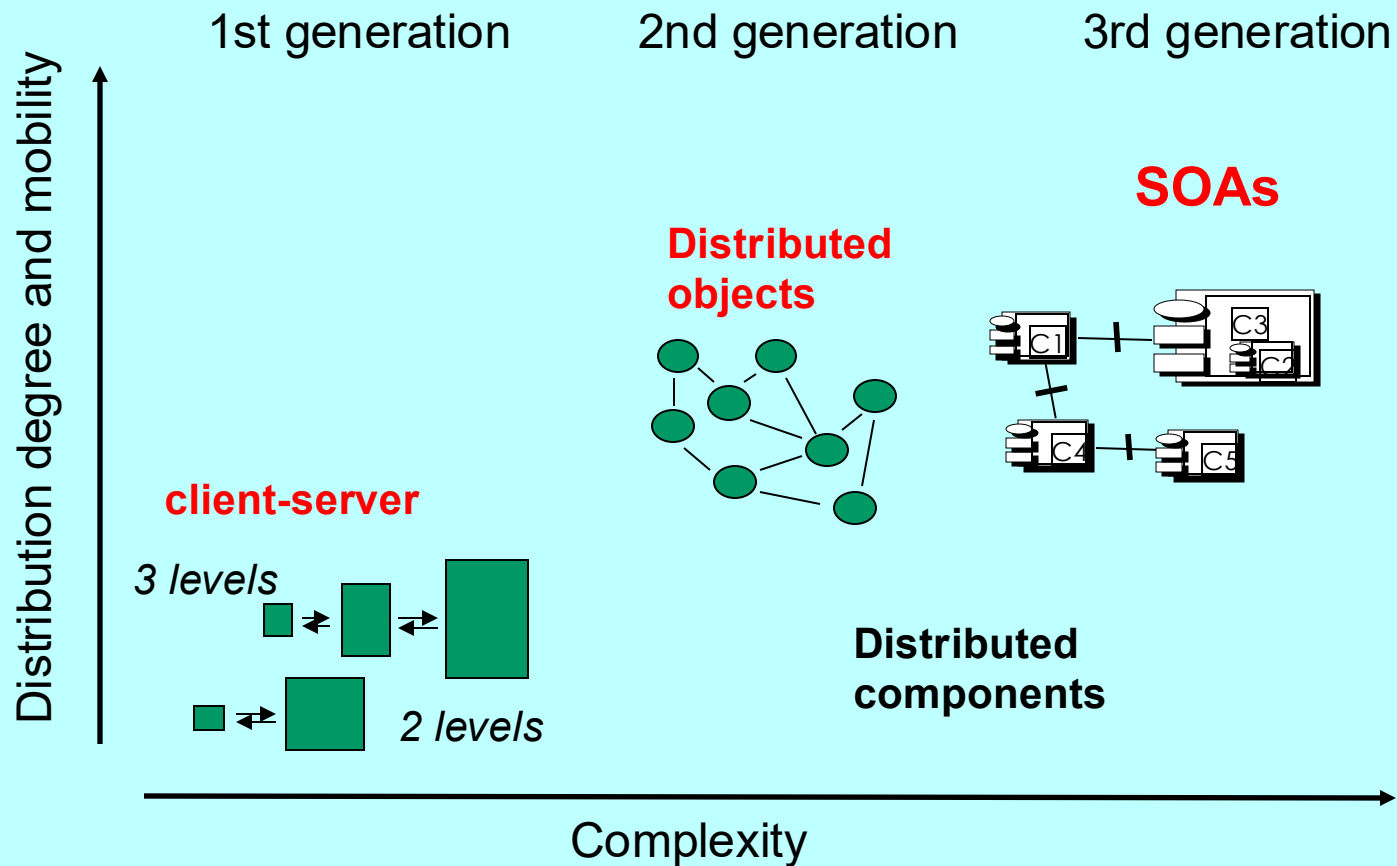 1st generation
2nd generation
3rd generation
Distribution degree and mobility
SOAs
Distributed
objects
C1
C3
C2
C4
C5
client-server
3 levels
2 levels
Distributed
components
Complexity